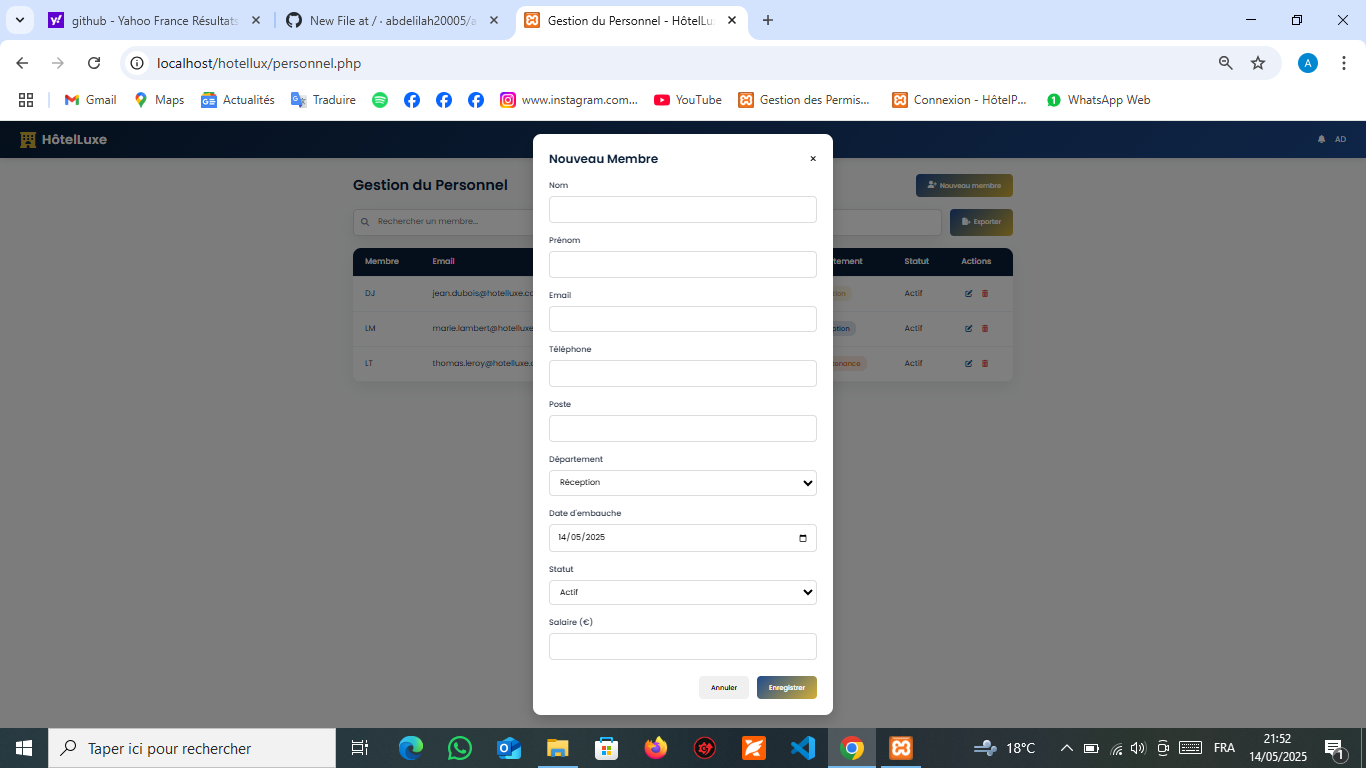 github - Yahoo France Résultats
New File at / · abdelilah20005/a
Gestion du Personnel - HôtelLu
localhost/hotellux/personnel.php
A
Gmail
Maps
Actualités
Traduire
www.instagram.com...
YouTube
Gestion des Permis...
Connexion - HôtelP...
1
WhatsApp Web
HôtelLuxe
AD
Gestion du Personnel
Nouveau membre
Rechercher un membre...
Exporter
Membre
Email
tement
Statut
Actions
DJ
jean.dubois@hotelluxe.co
tion
Actif
LM
marie.lambert@hotelluxe
ption
Actif
LT
thomas.leroy@hotelluxe.c
tenance
Actif
Nouveau Membre
×
Nom
Prénom
Email
Téléphone
Poste
Département
Réception
Date d'embauche
14/05/2025
Statut
Actif
Salaire (€)
Annuler
Enregistrer
Taper ici pour rechercher
18°C
FRA
21:52
14/05/2025
1